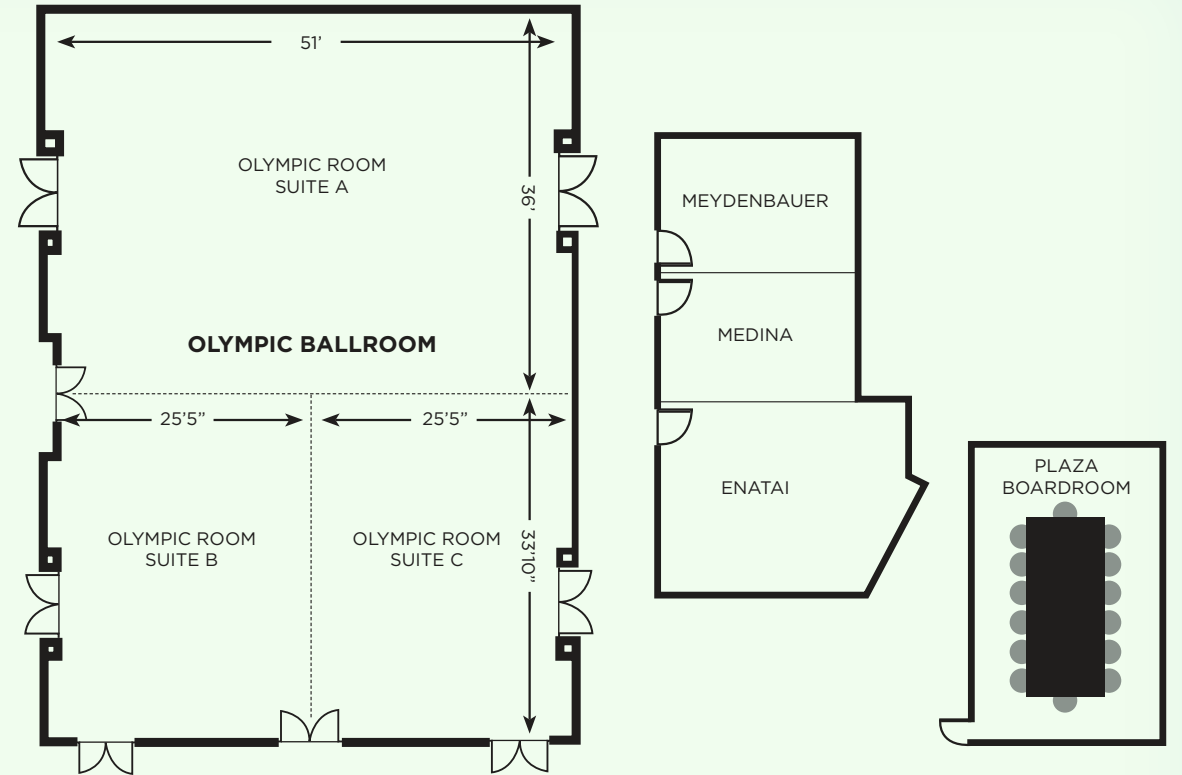 51’
OLYMPIC ROOM
SUITE A
36’
OLYMPIC BALLROOM
25’5”
25’5”
OLYMPIC ROOM
SUITE B
OLYMPIC ROOM
SUITE C
33’10”
MEYDENBAUER
MEDINA
ENATAI
PLAZA
BOARDROOM